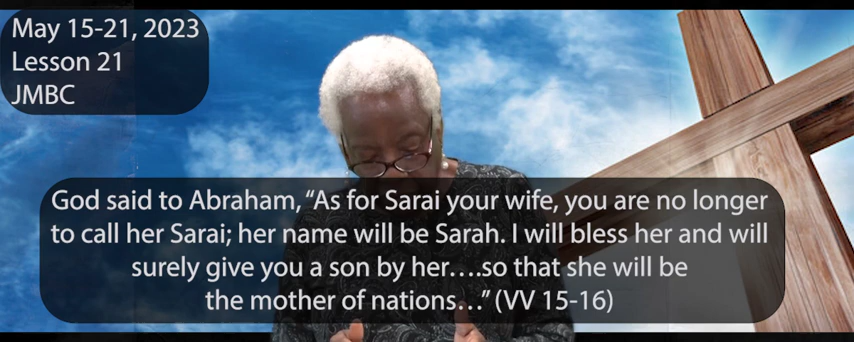 May 15-21, 2023
Lesson 21
JMBC
God said to Abraham, “As for Sarai your wife, you are no longer
to call her Sarai; her name will be Sarah. I will bless her and will
surely give you a son by her....so that she will be
the mother of nations...” (VV 15-16)